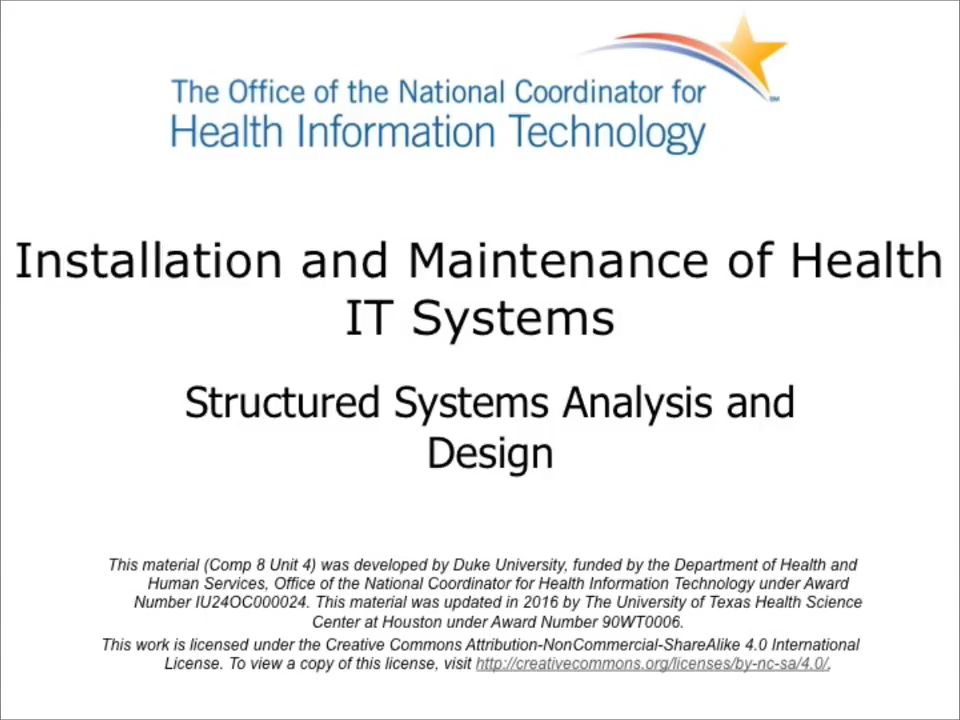 The Office of the National Coordinator for
Health Information Technology
SM
Installation and Maintenance of Health
IT Systems
Structured Systems Analysis and
Design
This material (Comp 8 Unit 4) was developed by Duke University, funded by the Department of Health and
Human Services, Office of the National Coordinator for Health Information Technology under Award
Number IU24OC000024. This material was updated in 2016 by The University of Texas Health Science
Center at Houston under Award Number 90WT0006.
This work is licensed under the Creative Commons Attribution-NonCommercial-ShareAlike 4.0 International
License. To view a copy of this license, visit http://creativecommons.org/licenses/by-nc-sa/4.0/.